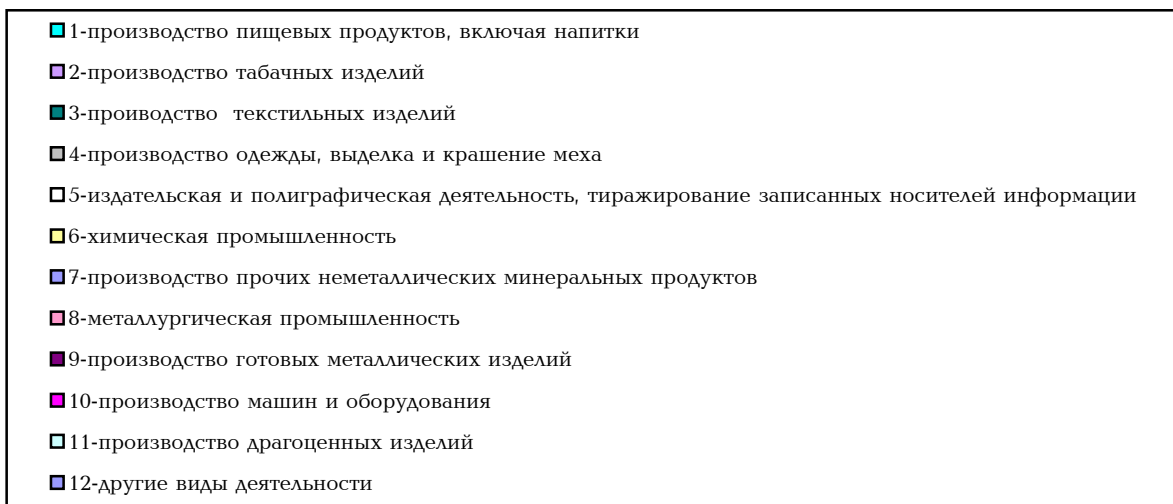 1-производство пищевых продуктов, включая напитки
2-производство табачных изделий
3-проиводство текстильных изделий
4-производство одежды, выделка и крашение меха
5-издательская и полиграфическая деятельность, тиражирование записанных носителей информации
6-химическая промышленность
7-производство прочих неметаллических минеральных продуктов
8-металлургическая промышленность
9-производство готовых металлических изделий
10-производство машин и оборудования
11-производство драгоценных изделий
12-другие виды деятельности